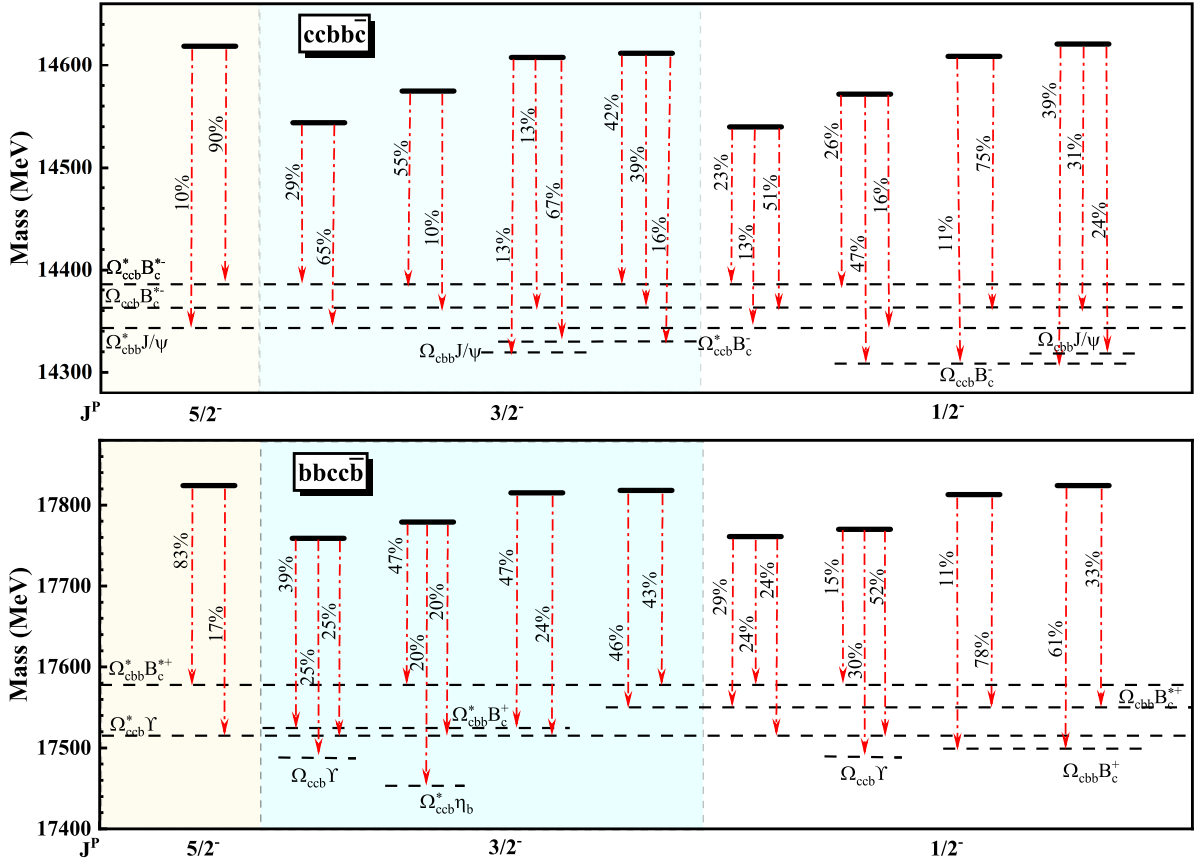 ccbbc̄
Mass (MeV)
14600
14500
14400
14300
10%
90%
29%
65%
55%
10%
13%
13%
67%
42%
39%
16%
23%
13%
51%
26%
47%
16%
11%
75%
39%
31%
24%
Ω*ccbB*-c
ΩccbB*-c
Ω*cbbJ/ψ
ΩcbbJ/ψ
Ω*ccbB-c
ΩcbbJ/ψ
ΩccbB-c
J^P 5/2- 3/2- 1/2-
bbccb̄
Mass (MeV)
17800
17700
17600
17500
17400
83%
17%
39%
25%
25%
47%
20%
20%
47%
24%
46%
43%
29%
24%
24%
15%
30%
52%
11%
78%
61%
33%
Ω*cbbB*+c
Ω*ccbϒ
Ω*cbbB+c
ΩcbbB*+c
Ωccbϒ
Ω*ccbηb
Ωccbϒ
ΩcbbB+c
J^P 5/2- 3/2- 1/2-